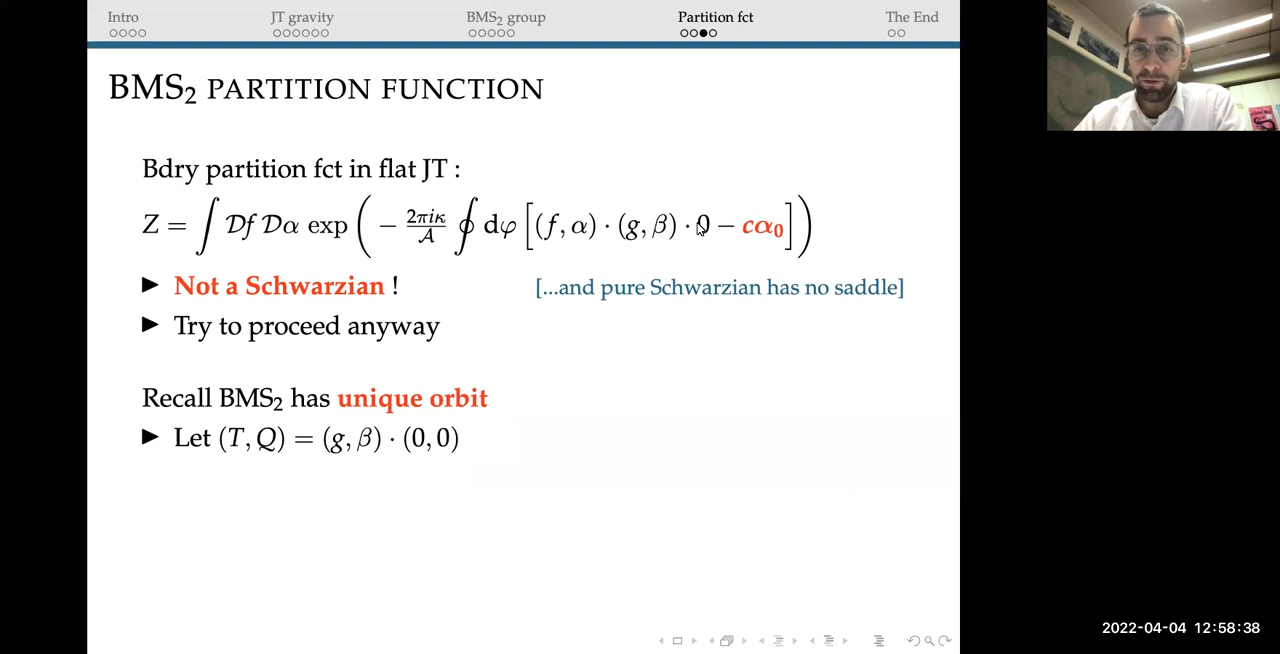 Intro JT gravity BMS₂ group Partition fct The End
BMS₂ PARTITION FUNCTION
Bdry partition fct in flat JT :
Z = ∫ 𝒟f 𝒟α exp( − 2πiκ/𝒜 ∮ dφ [(f, α) · (g, β) · 0 − cα₀] )
▶ Not a Schwarzian ! [...and pure Schwarzian has no saddle]
▶ Try to proceed anyway
Recall BMS₂ has unique orbit
▶ Let (T, Q) = (g, β) · (0, 0)
2022-04-04 12:58:38